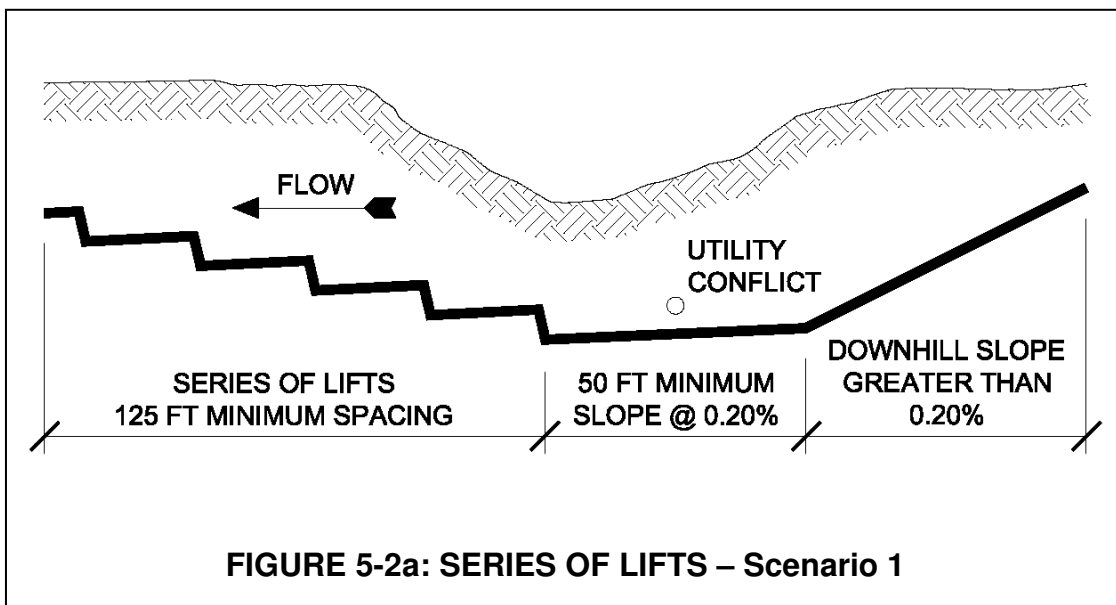 FLOW
UTILITY
CONFLICT
SERIES OF LIFTS
125 FT MINIMUM SPACING
50 FT MINIMUM
SLOPE @ 0.20%
DOWNHILL SLOPE
GREATER THAN
0.20%
FIGURE 5-2a: SERIES OF LIFTS – Scenario 1